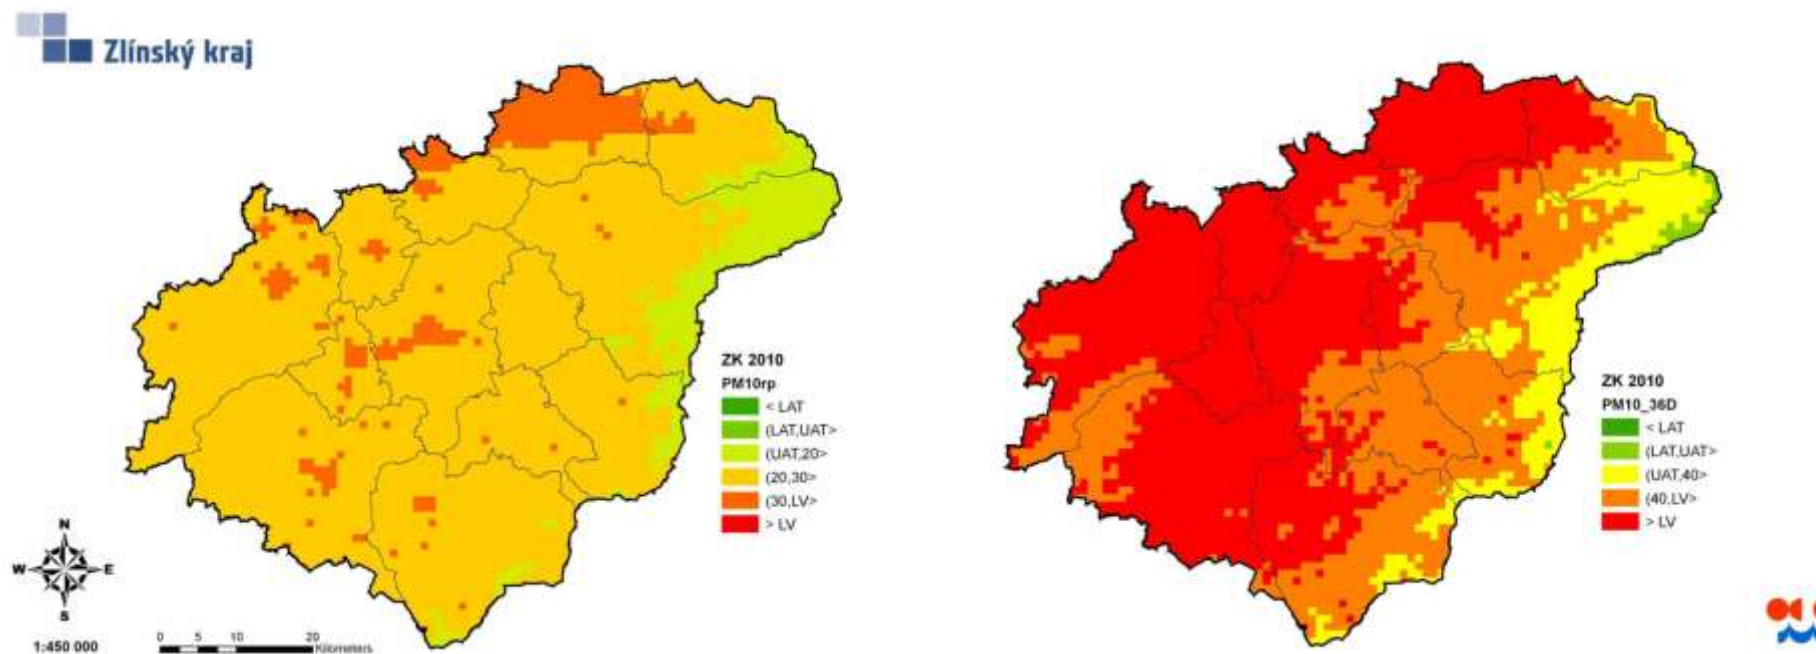 Zlínský kraj
ZK 2010
PM10rp
< LAT
(LAT,UAT>
(UAT,20>
(20,30>
(30,LV>
> LV
N
W
E
S
1:450 000
0 5 10 20
Kilometers
ZK 2010
PM10_36D
< LAT
(LAT,UAT>
(UAT,40>
(40,LV>
> LV